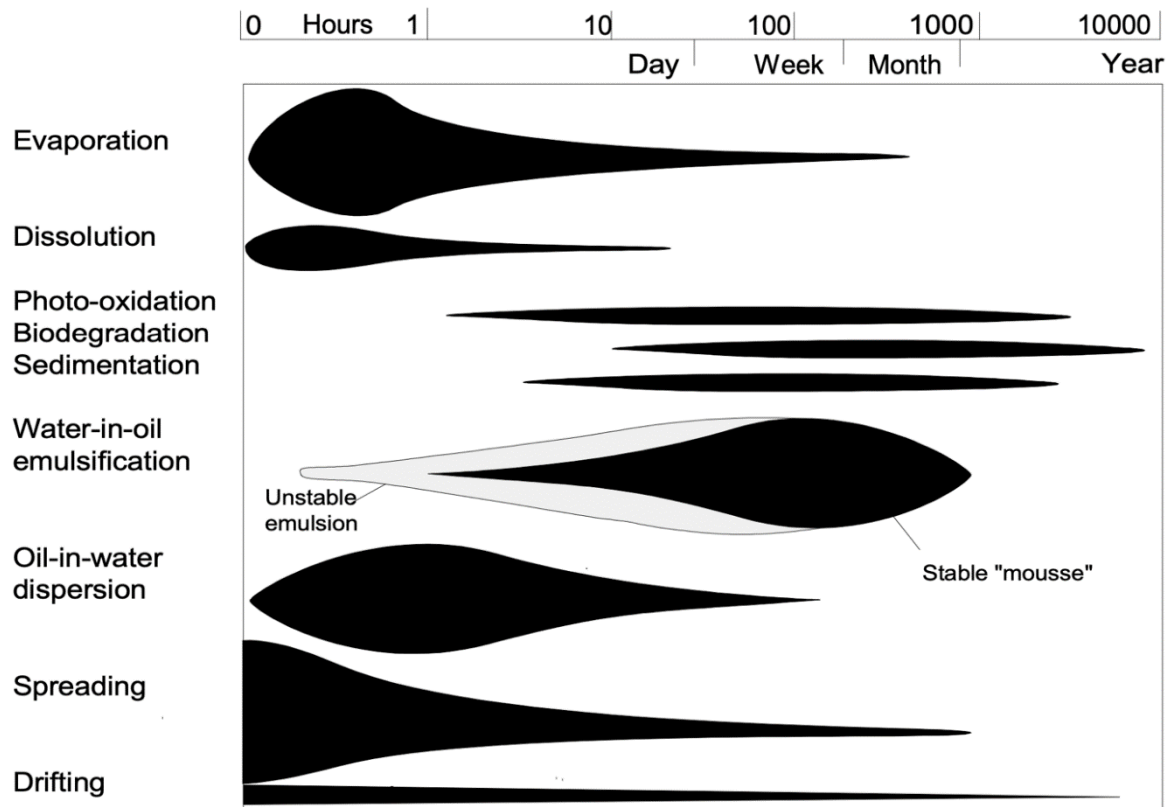 0 Hours 1 10 100 1000 10000
Day Week Month Year
Evaporation
Dissolution
Photo-oxidation
Biodegradation
Sedimentation
Water-in-oil
emulsification
Unstable
emulsion
Stable "mousse"
Oil-in-water
dispersion
Spreading
Drifting